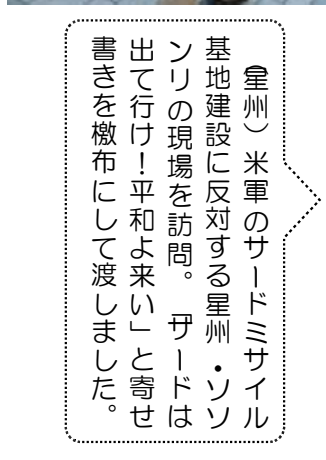 (星州)米軍のサードミサイル
基地建設に反対する星州・ソソ
ンリの現場を訪問。「サードは
出て行け!平和よ来い」と寄せ
書きを檄布にして渡しました。